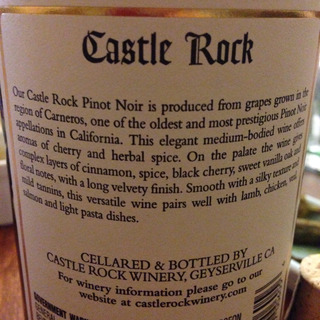 Castle Rock
Our Castle Rock Pinot Noir is produced from grapes grown in the
region of Carneros, one of the oldest and most prestigious Pinot Noir
appellations in California. This elegant medium-bodied wine offers
aromas of cherry and herbal spice. On the palate the wine
complex layers of cinnamon, spice, black cherry, sweet vanilla oak and
floral notes, with a long velvety finish. Smooth with a silky texture and
mild tannins, this versatile wine pairs well with lamb, chicken,
salmon and light pasta dishes.
CELLARED & BOTTLED BY
CASTLE ROCK WINERY, GEYSERVILLE CA
For winery information please go to our
website at castlerockwinery.com
GOVERNMENT